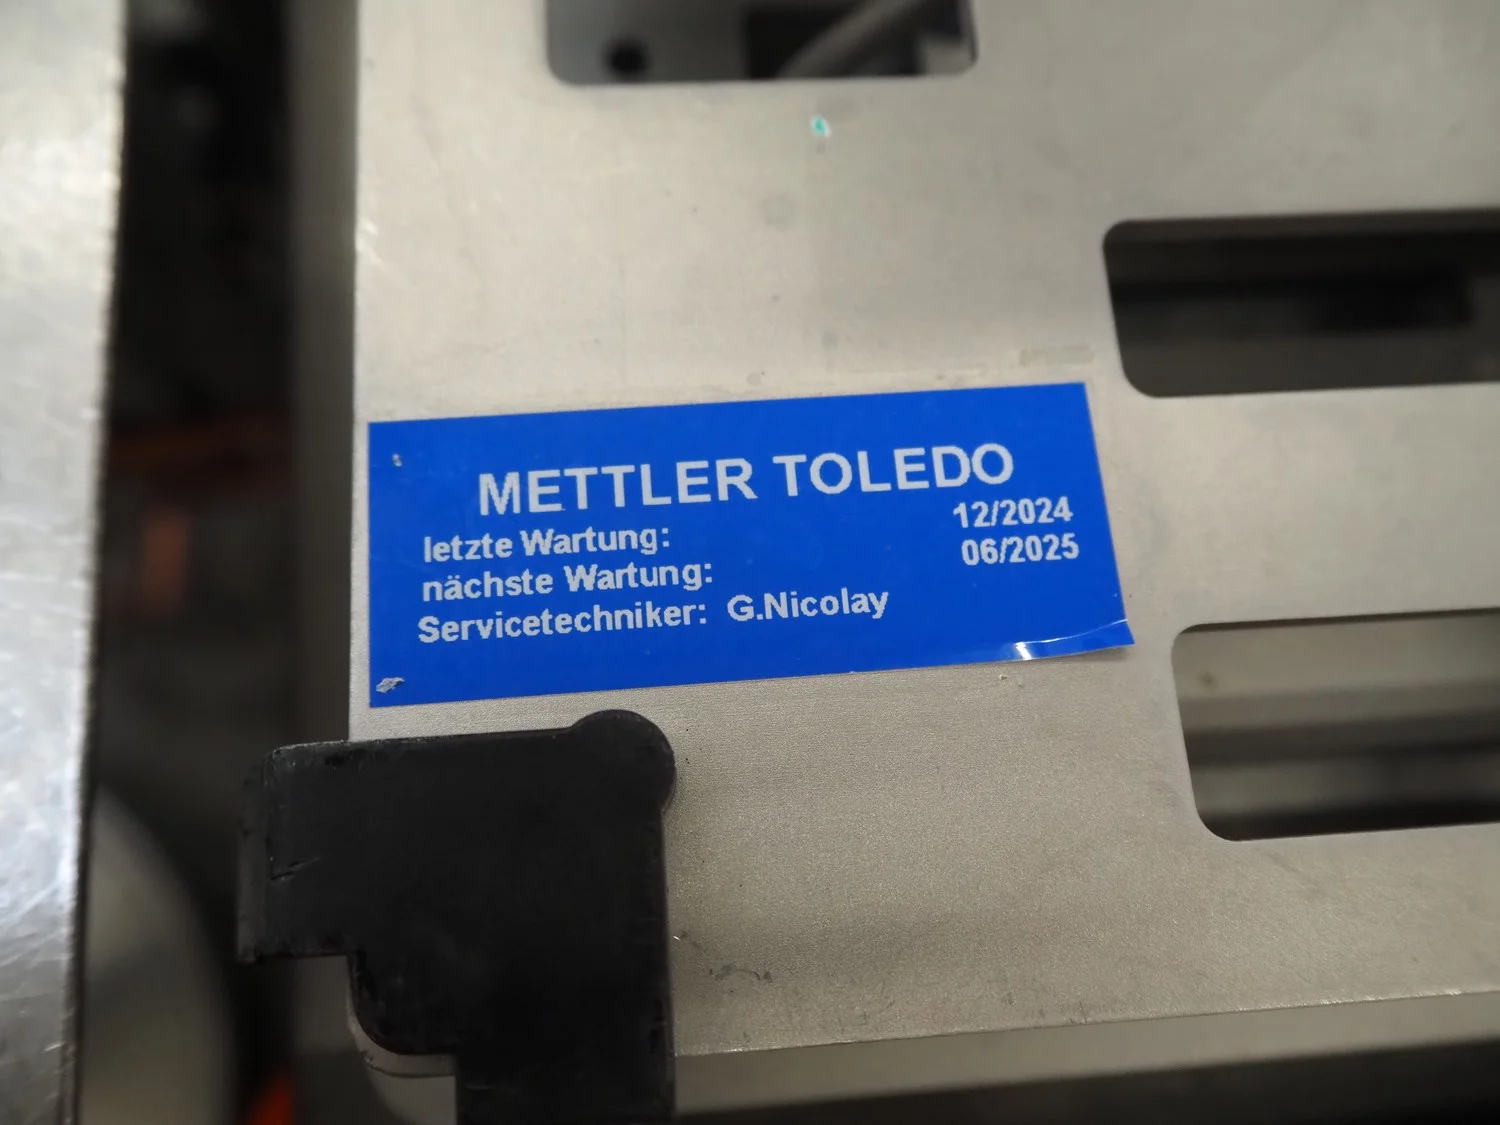 METTLER TOLEDO
letzte Wartung: 12/2024
nächste Wartung: 06/2025
Servicetechniker: G.Nicolay